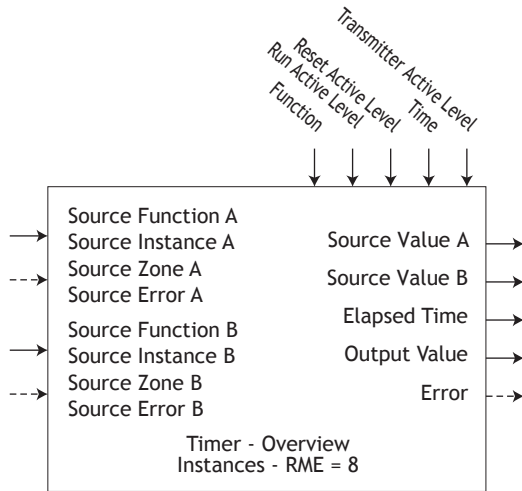 Function
Run Active Level
Reset Active Level
Time
Transmitter Active Level
Source Function A
Source Instance A
Source Zone A
Source Error A
Source Function B
Source Instance B
Source Zone B
Source Error B
Source Value A
Source Value B
Elapsed Time
Output Value
Error
Timer - Overview
Instances - RME = 8